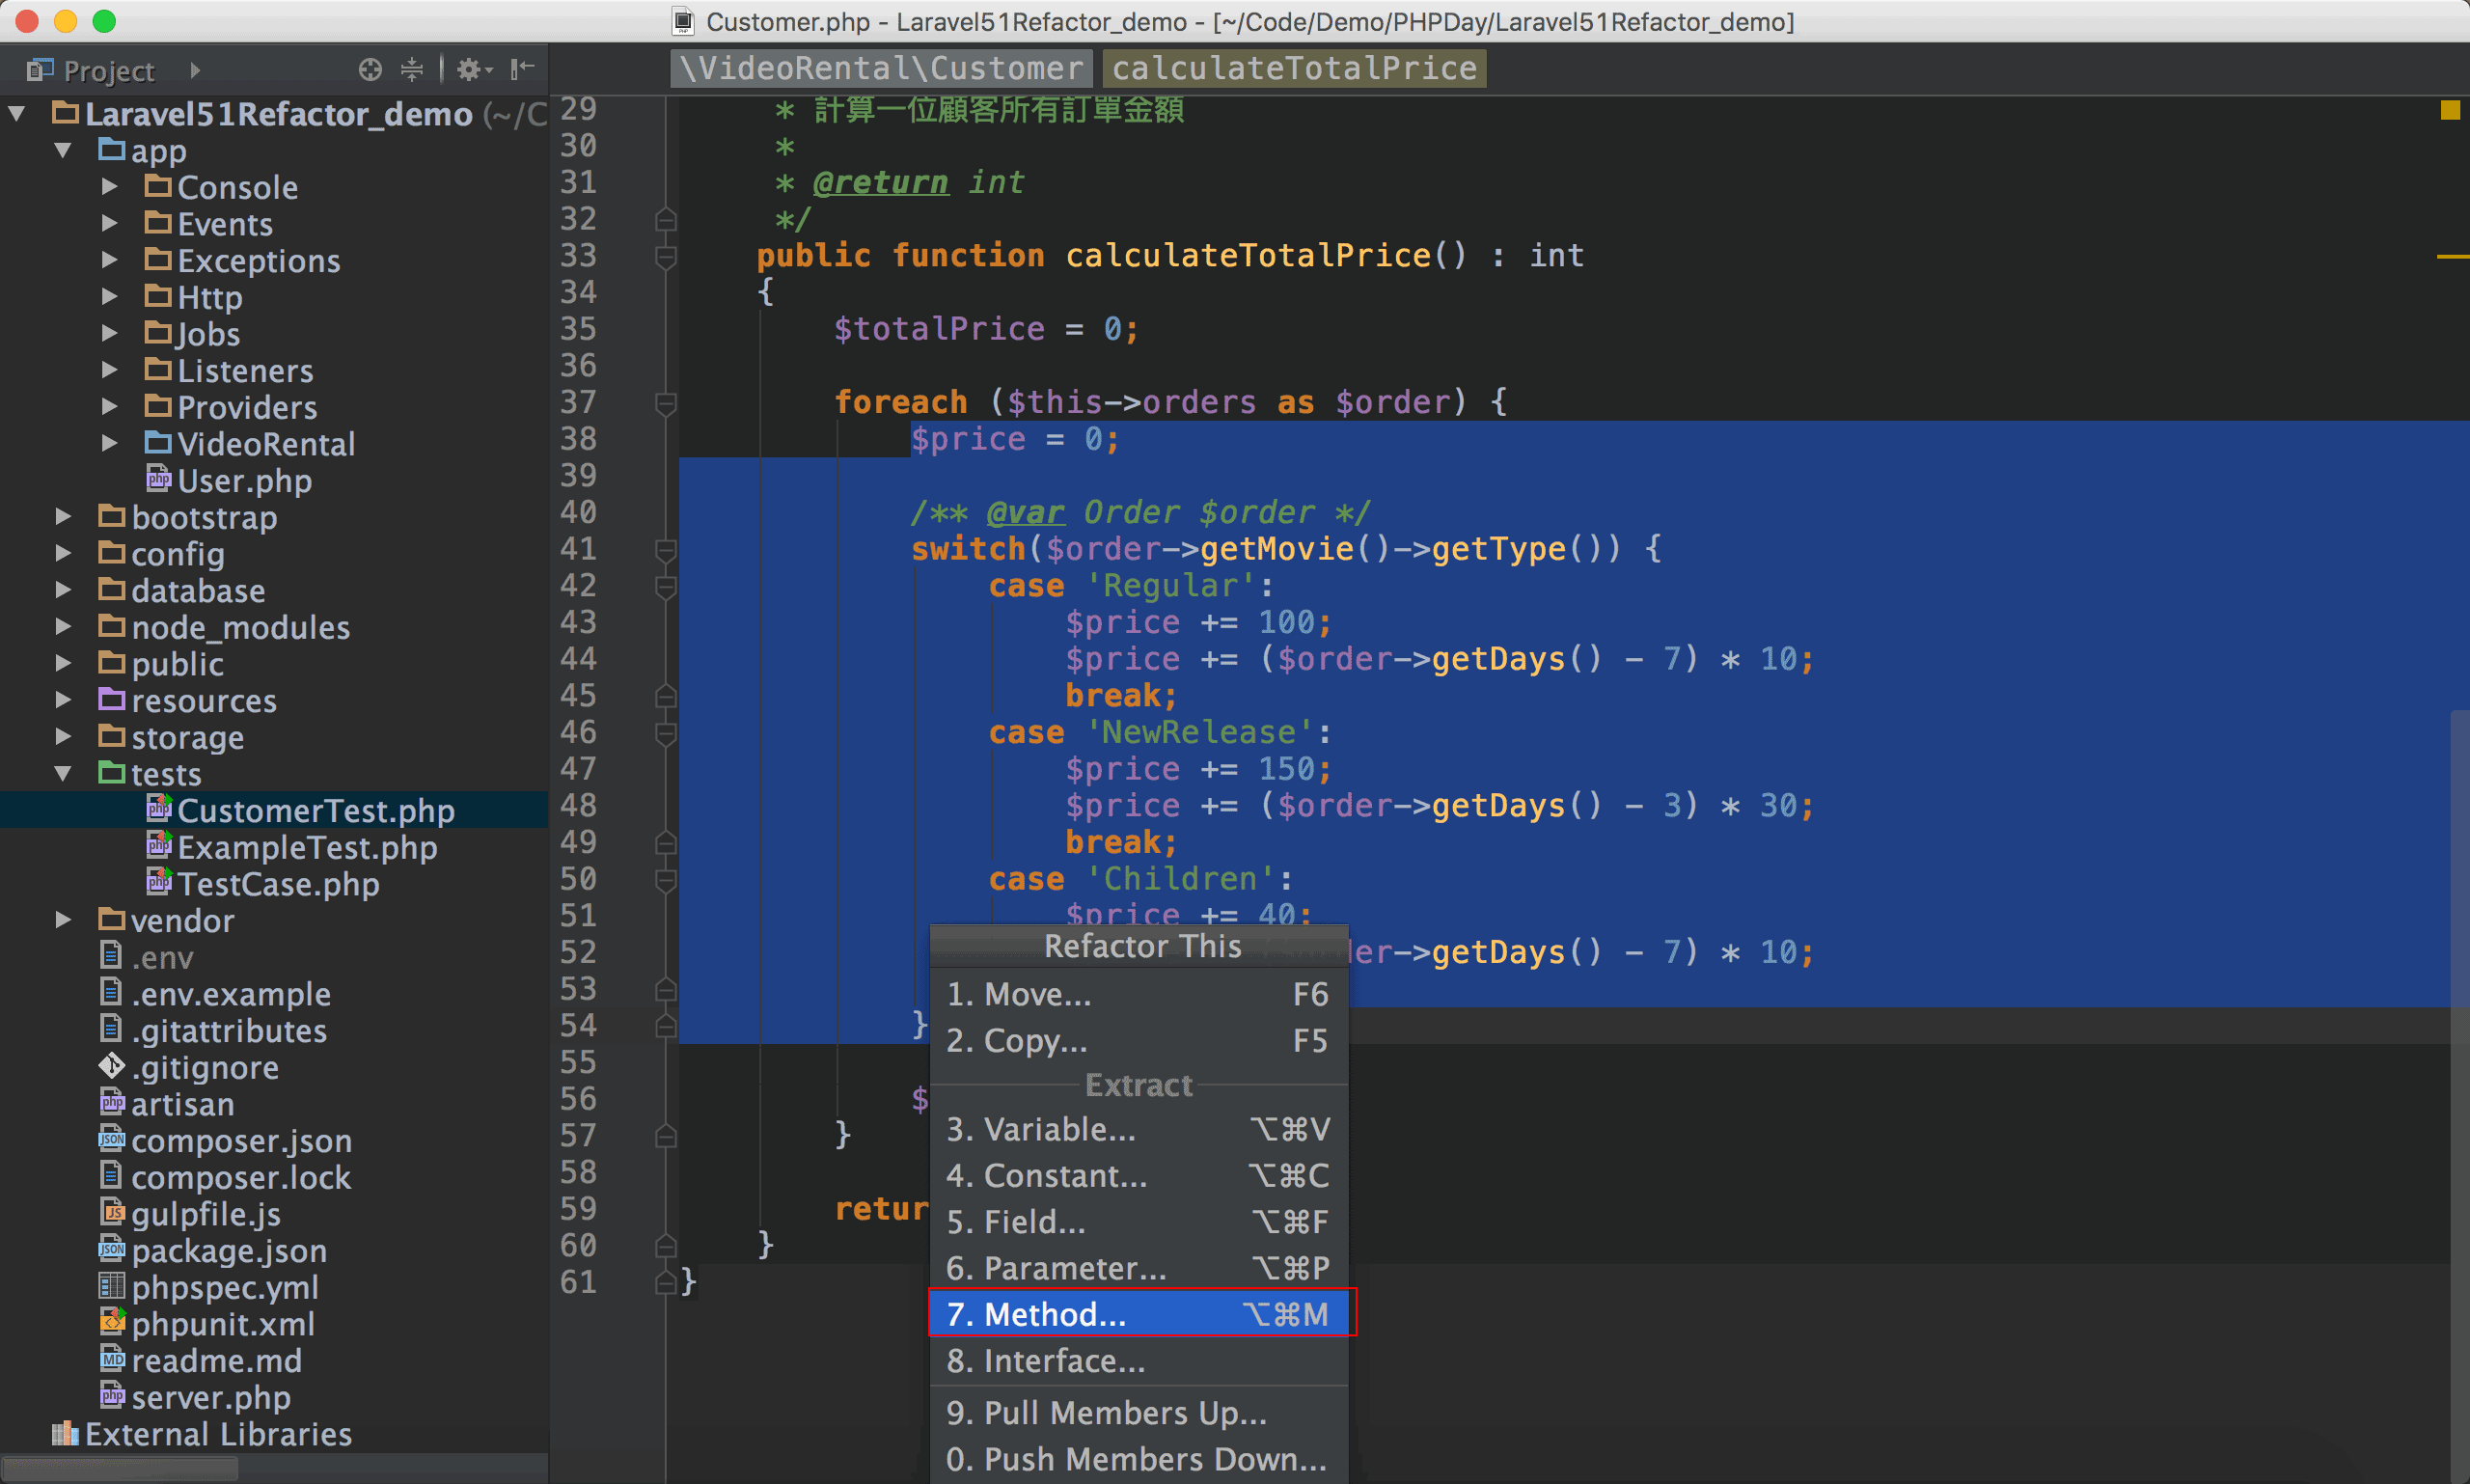 Customer.php - Laravel51Refactor_demo - [~/Code/Demo/PHPDay/Laravel51Refactor_demo]
Project
\VideoRental\Customer calculateTotalPrice
Laravel51Refactor_demo (~/C
app
Console
Events
Exceptions
Http
Jobs
Listeners
Providers
VideoRental
User.php
bootstrap
config
database
node_modules
public
resources
storage
tests
CustomerTest.php
ExampleTest.php
TestCase.php
vendor
.env
.env.example
.gitattributes
.gitignore
artisan
composer.json
composer.lock
gulpfile.js
package.json
phpspec.yml
phpunit.xml
readme.md
server.php
External Libraries
29 * 計算一位顧客所有訂單金額
30 *
31 * @return int
32 */
33 public function calculateTotalPrice() : int
34 {
35 $totalPrice = 0;
36
37 foreach ($this->orders as $order) {
38 $price = 0;
39
40 /** @var Order $order */
41 switch($order->getMovie()->getType()) {
42 case 'Regular':
43 $price += 100;
44 $price += ($order->getDays() - 7) * 10;
45 break;
46 case 'NewRelease':
47 $price += 150;
48 $price += ($order->getDays() - 3) * 30;
49 break;
50 case 'Children':
51 $price += 40;
52 der->getDays() - 7) * 10;
53
54 }
55
56 $
57 }
58
59 retur
60 }
61 }
Refactor This
1. Move... F6
2. Copy... F5
Extract
3. Variable... ⌥⌘V
4. Constant... ⌥⌘C
5. Field... ⌥⌘F
6. Parameter... ⌥⌘P
7. Method... ⌥⌘M
8. Interface...
9. Pull Members Up...
0. Push Members Down...